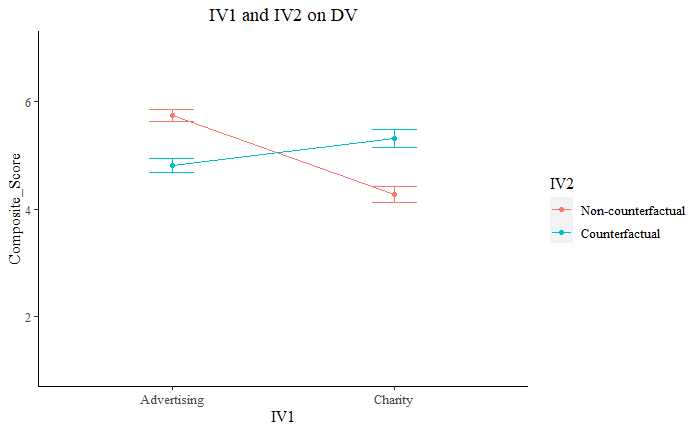 IV1 and IV2 on DV
6
4
2
Composite_Score
Advertising
Charity
IV1
IV2
Non-counterfactual
Counterfactual